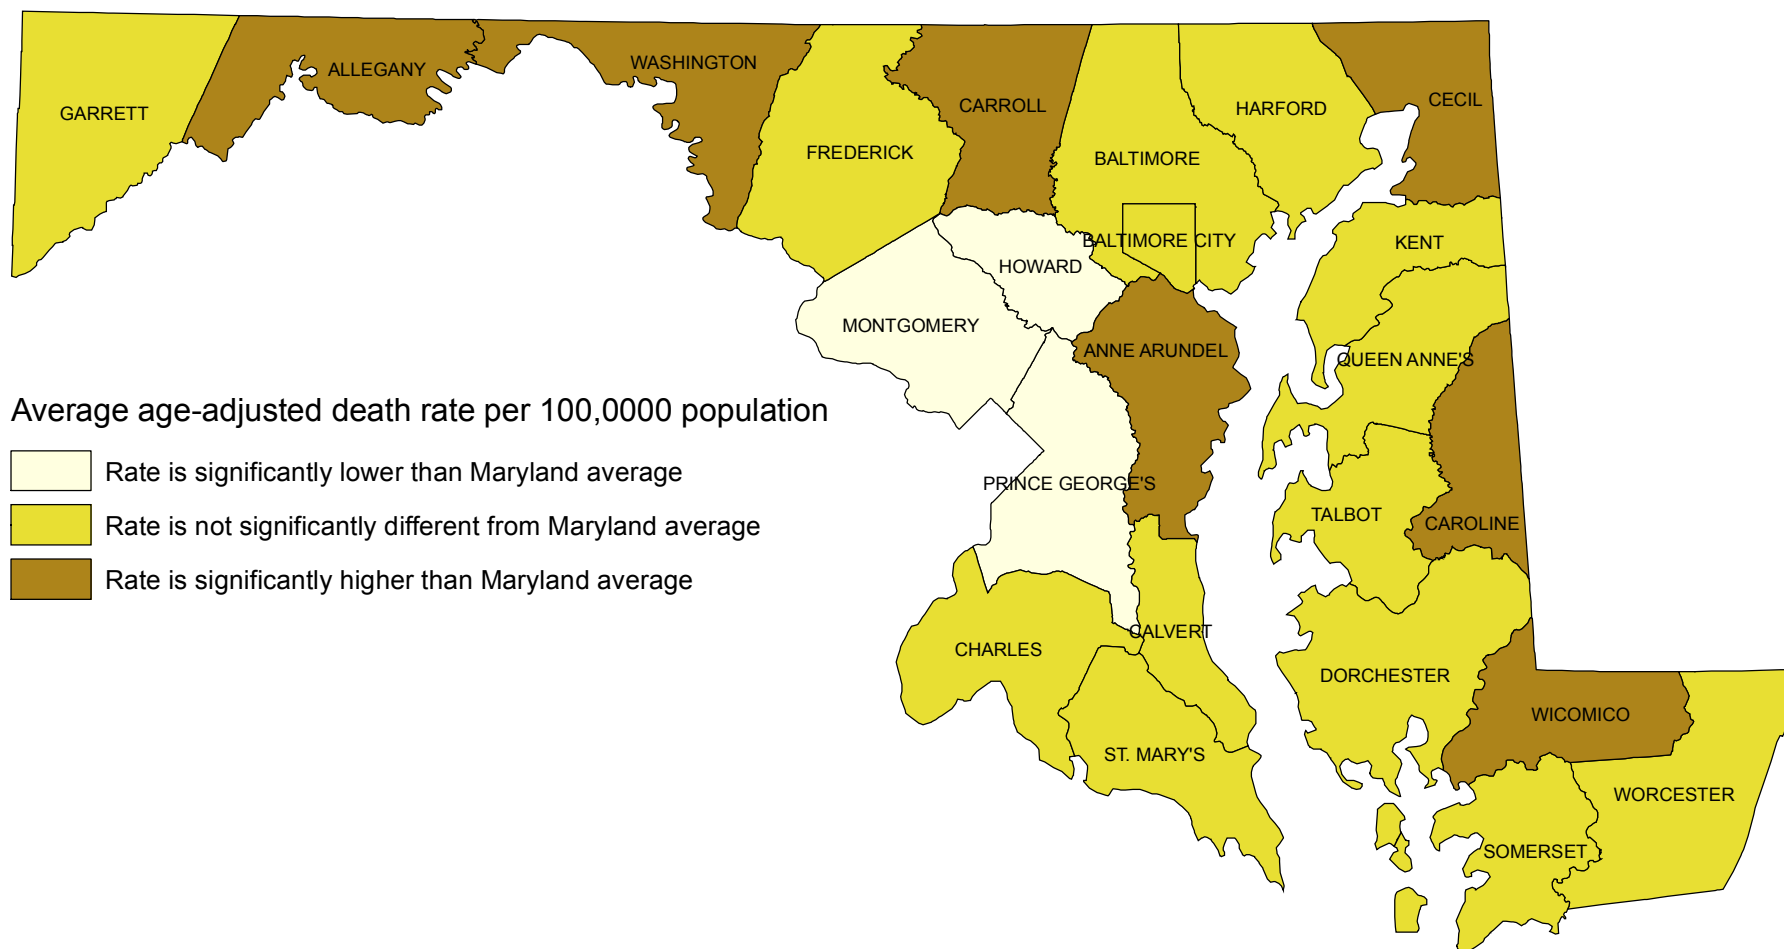 ALLEGANY
WASHINGTON
GARRETT
CARROLL
CECIL
HARFORD
FREDERICK
BALTIMORE
BALTIMORE CITY
KENT
HOWARD
MONTGOMERY
ANNE ARUNDEL
QUEEN ANNE'S
Average age-adjusted death rate per 100,0000 population
Rate is significantly lower than Maryland average
PRINCE GEORGE'S
TALBOT
CAROLINE
Rate is not significantly different from Maryland average
Rate is significantly higher than Maryland average
CALVERT
CHARLES
DORCHESTER
WICOMICO
ST. MARY'S
WORCESTER
SOMERSET